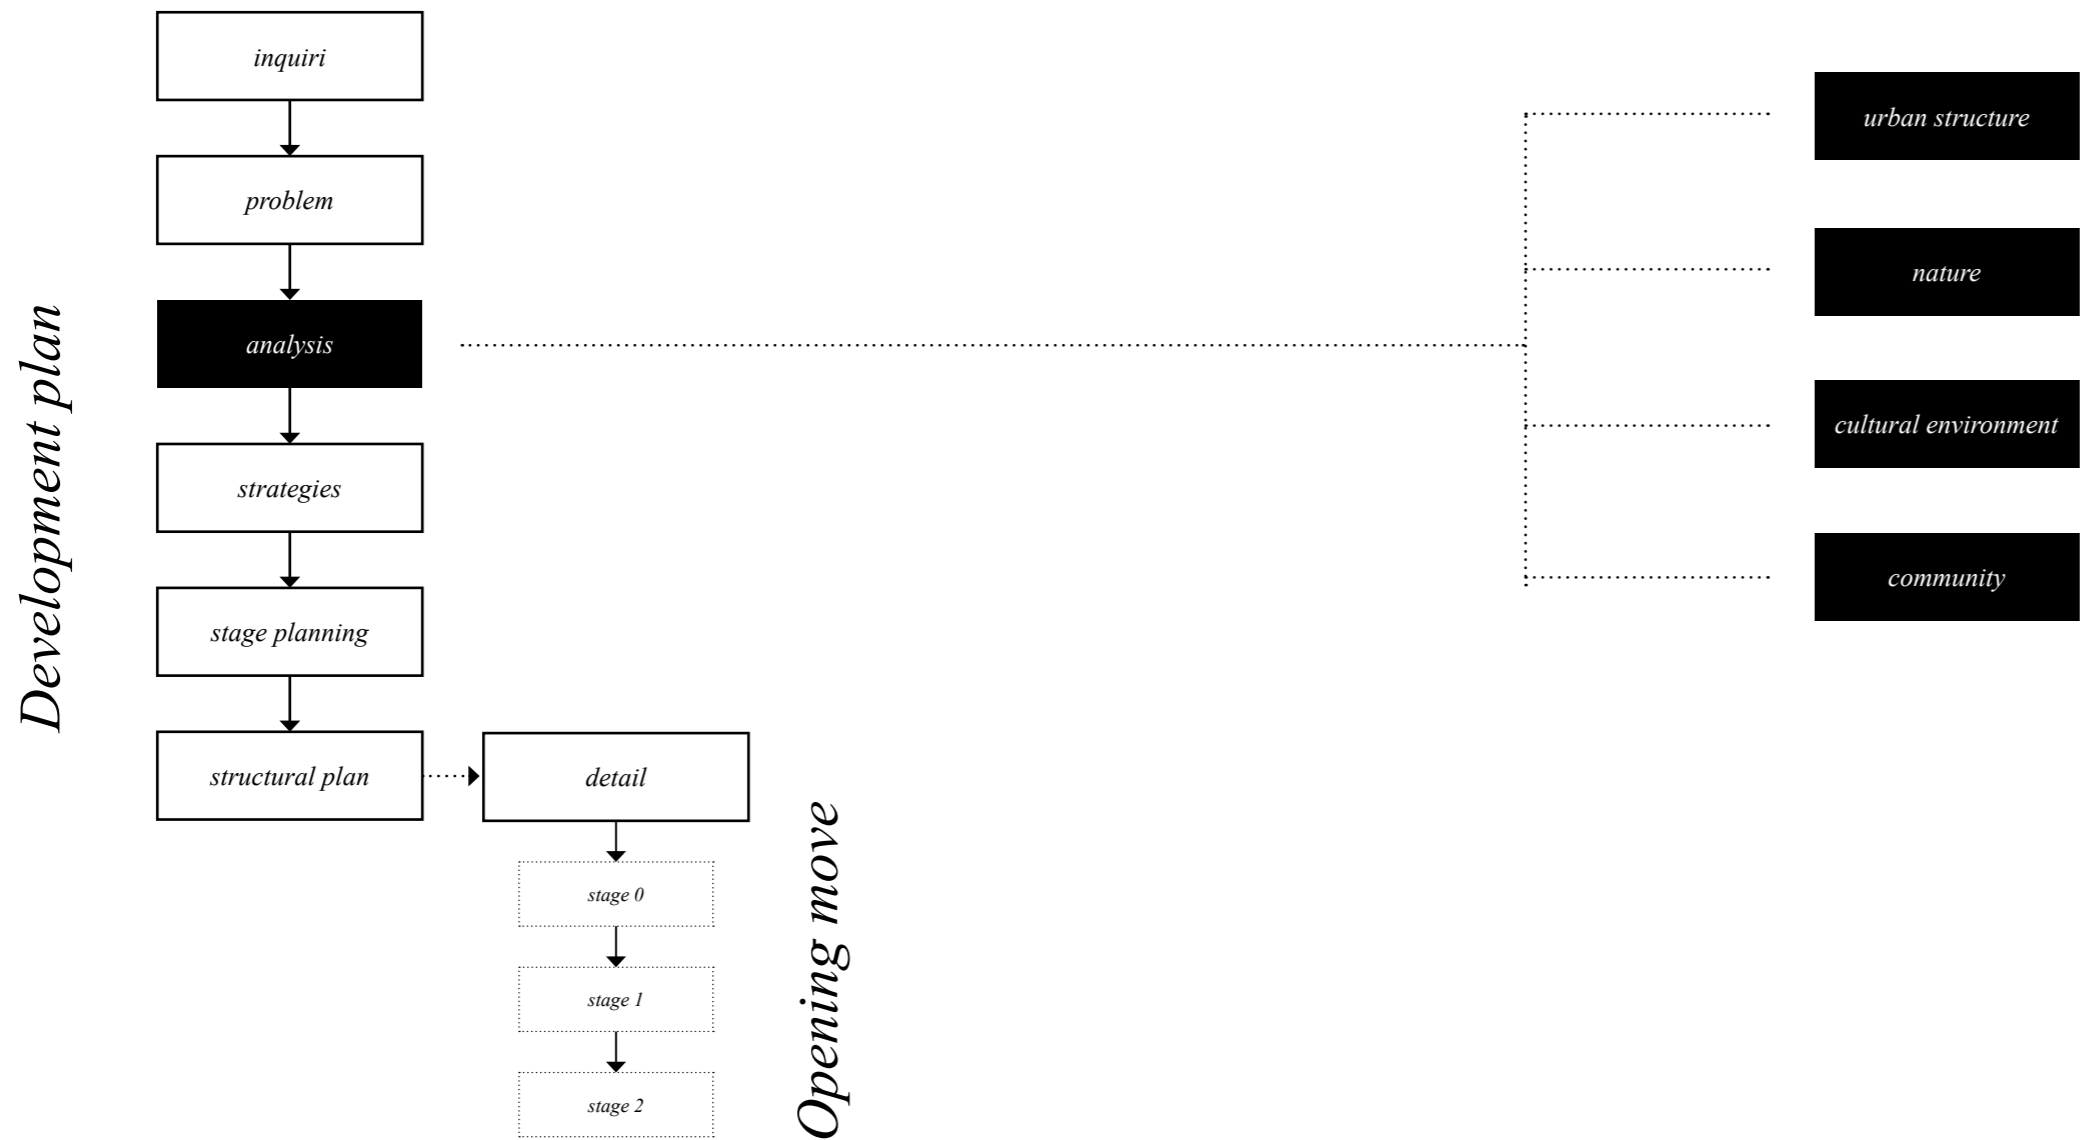 Development plan
inquiri
problem
analysis
strategies
stage planning
structural plan
detail
stage 0
stage 1
stage 2
Opening move
urban structure
nature
cultural environment
community